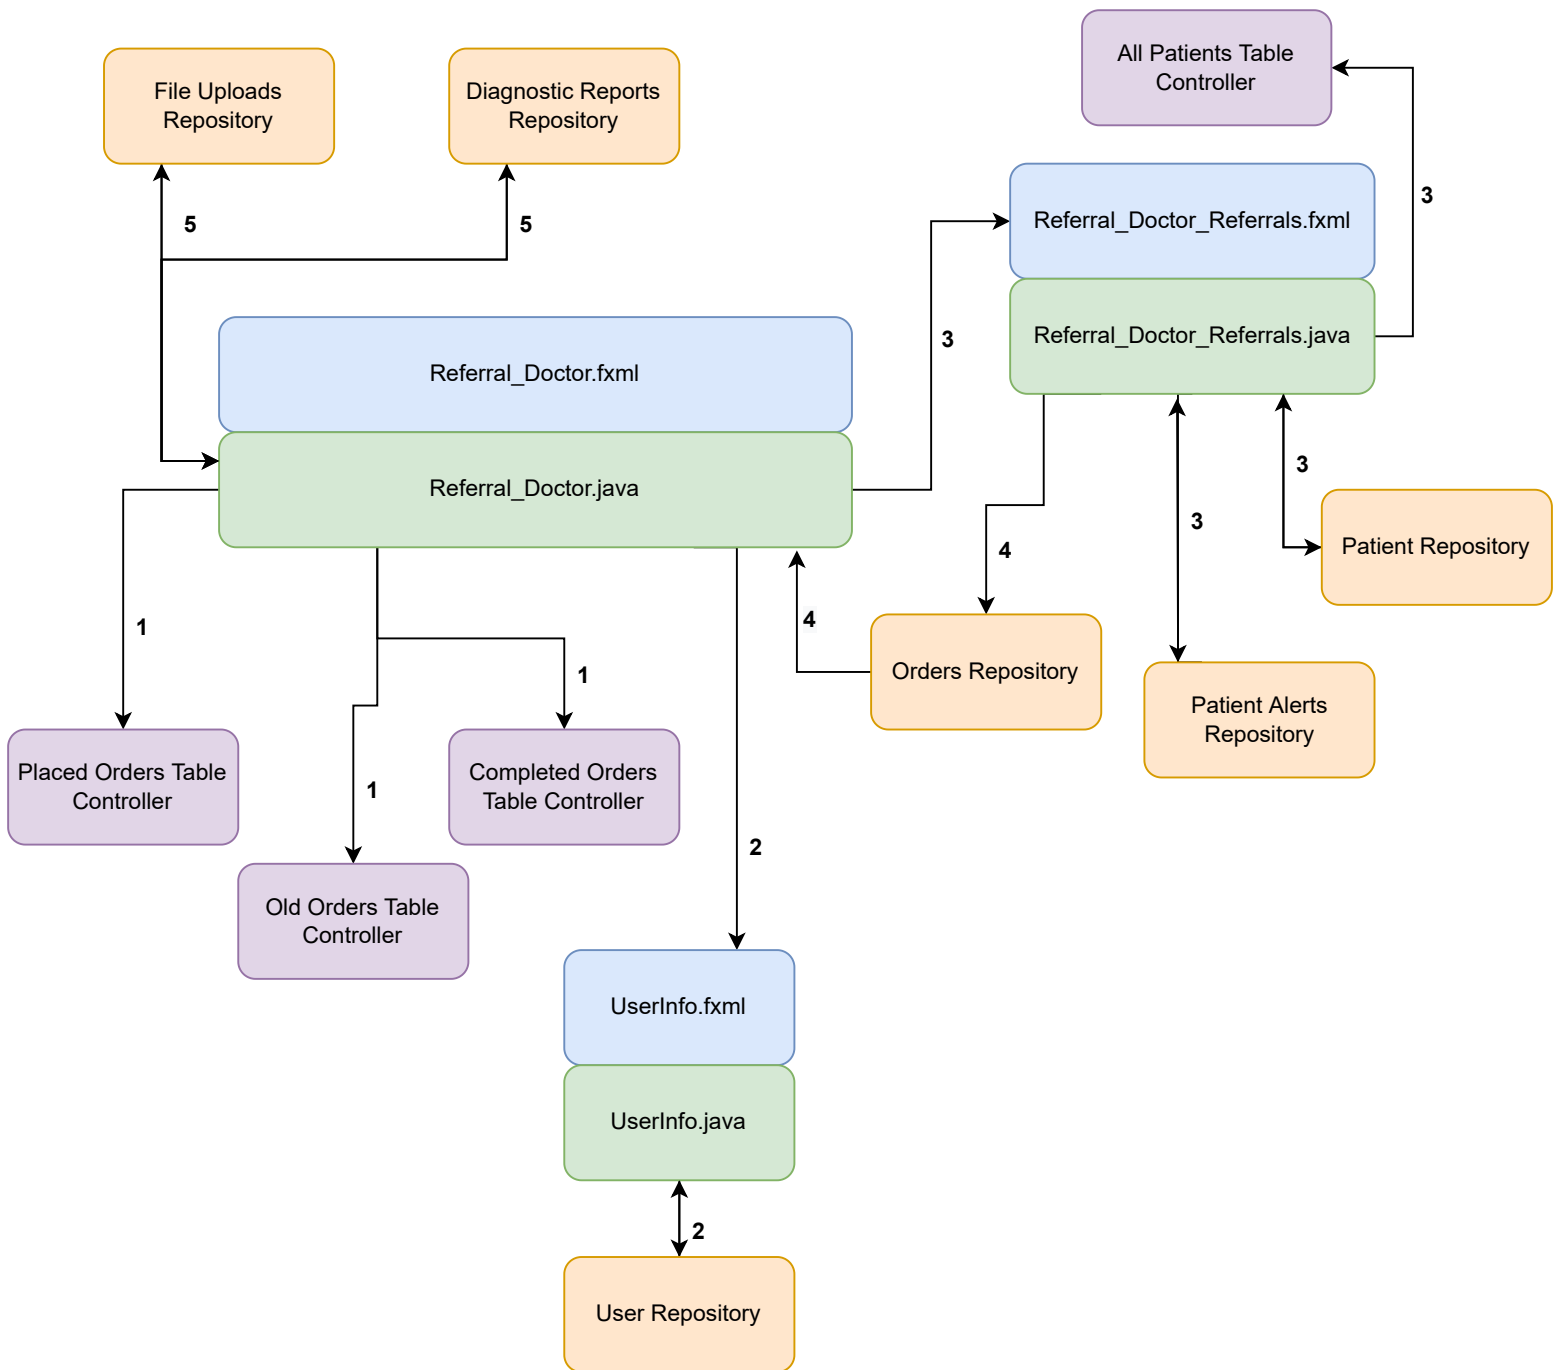 All Patients Table
Controller
File Uploads
Repository
Diagnostic Reports
Repository
5
5
3
Referral_Doctor_Referrals.fxml
Referral_Doctor_Referrals.java
3
Referral_Doctor.fxml
Referral_Doctor.java
3
3
4
Patient Repository
1
1
1
4
Orders Repository
Patient Alerts
Repository
Placed Orders Table
Controller
Completed Orders
Table Controller
2
Old Orders Table
Controller
UserInfo.fxml
UserInfo.java
2
User Repository